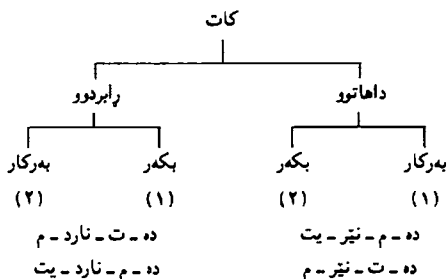 کات
داهاتوو ڕابردوو
بەرکار بکەر بکەر بەرکار
(١) (٢) (١) (٢)
دە ـ م ـ نێر ـ یت دە ـ ت ـ نارد ـ م
دە ـ ت ـ نێر ـ م دە ـ م ـ نارد ـ یت